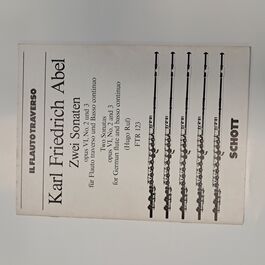 IL FLAUTO TRAVERSO
Karl Friedrich Abel
Zwei Sonaten
opus VI, No. 2 und 3
für Flauto traverso und Basso continuo
Two Sonatas
opus VI, No. 2 and 3
for German flute and basso continuo
(Hugo Ruf)
FTR 123
SCHOTT